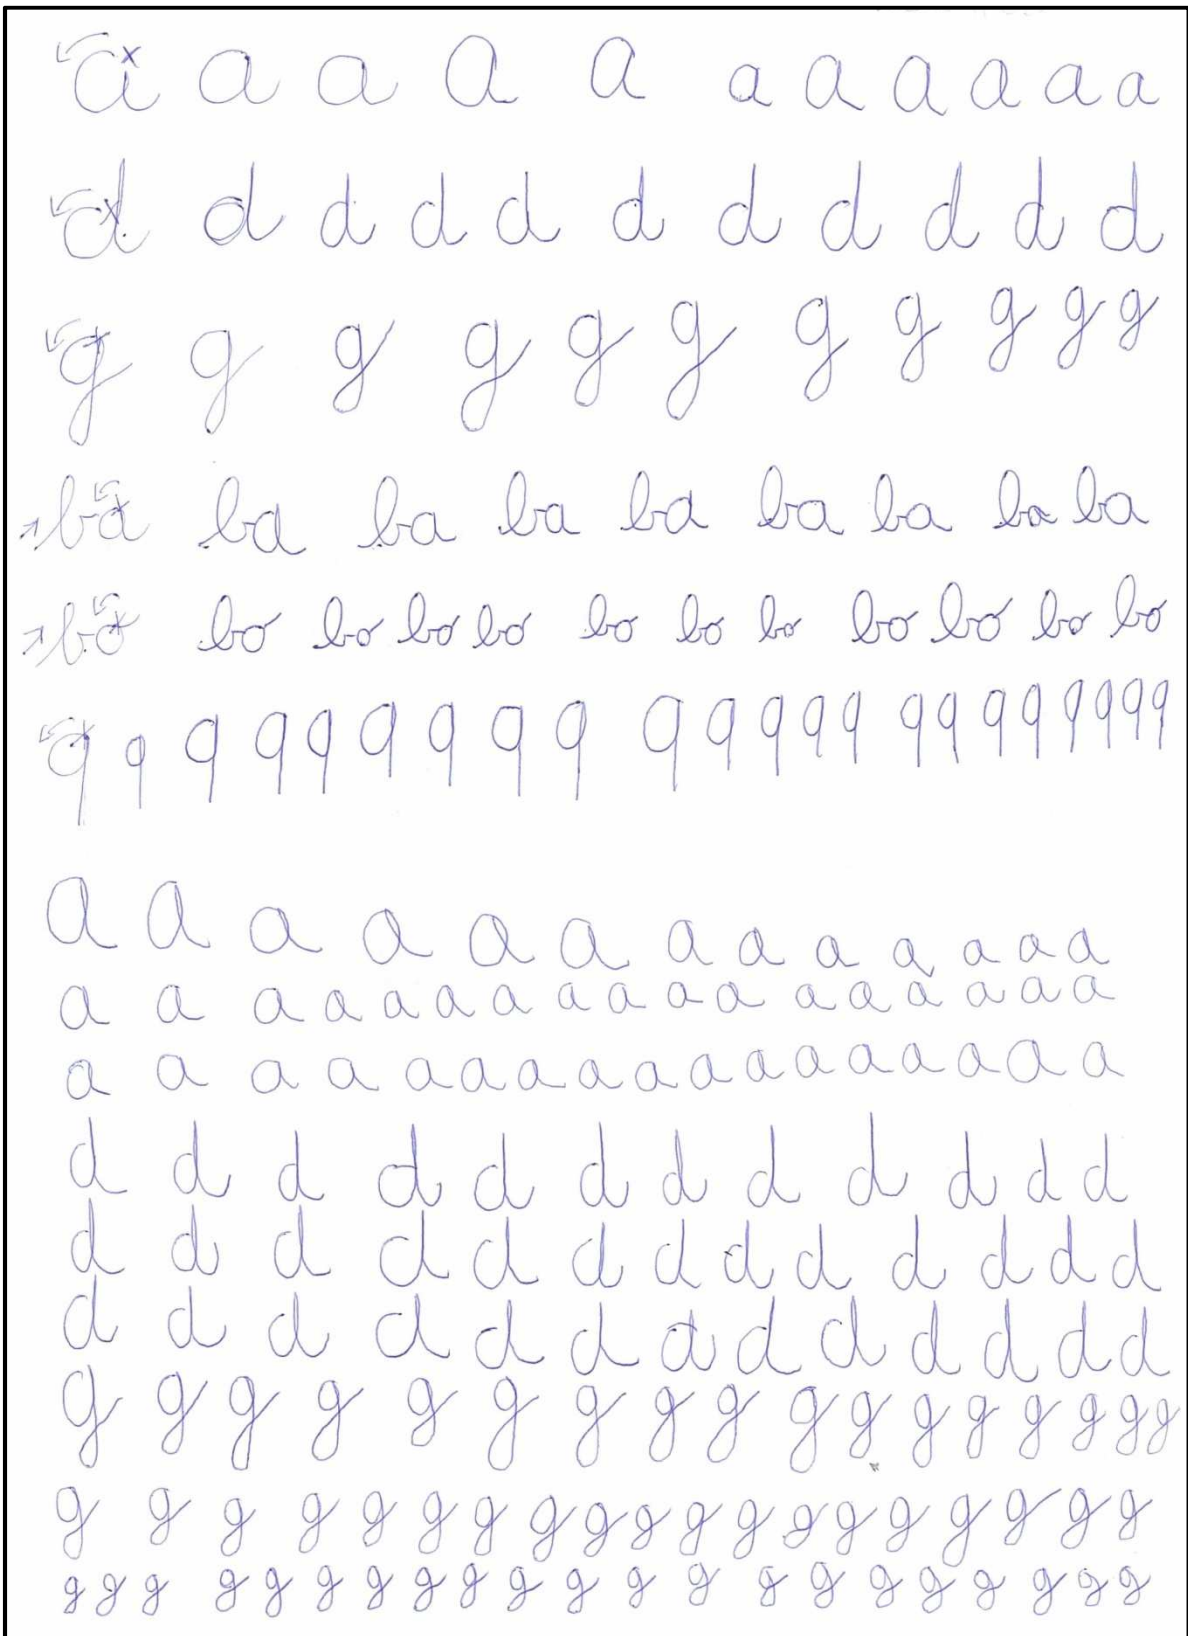 a a a a a a a a a a a
d d d d d d d d d d d
g g g g g g g g g g g
ba ba ba ba ba ba ba ba ba
bo bo bo bo bo bo bo bo bo bo bo bo
q q q q q q q q q q q q q q q q q q q q q q
a a a a a a a a a a a a a
a a a a a a a a a a a a a a a a a
a a a a a a a a a a a a a a a a a
d d d d d d d d d d d d
d d d d d d d d d d d d d
d d d d d d d d d d d d d
g g g g g g g g g g g g g g g g g
g g g g g g g g g g g g g g g g g g g
g g g g g g g g g g g g g g g g g g g g g